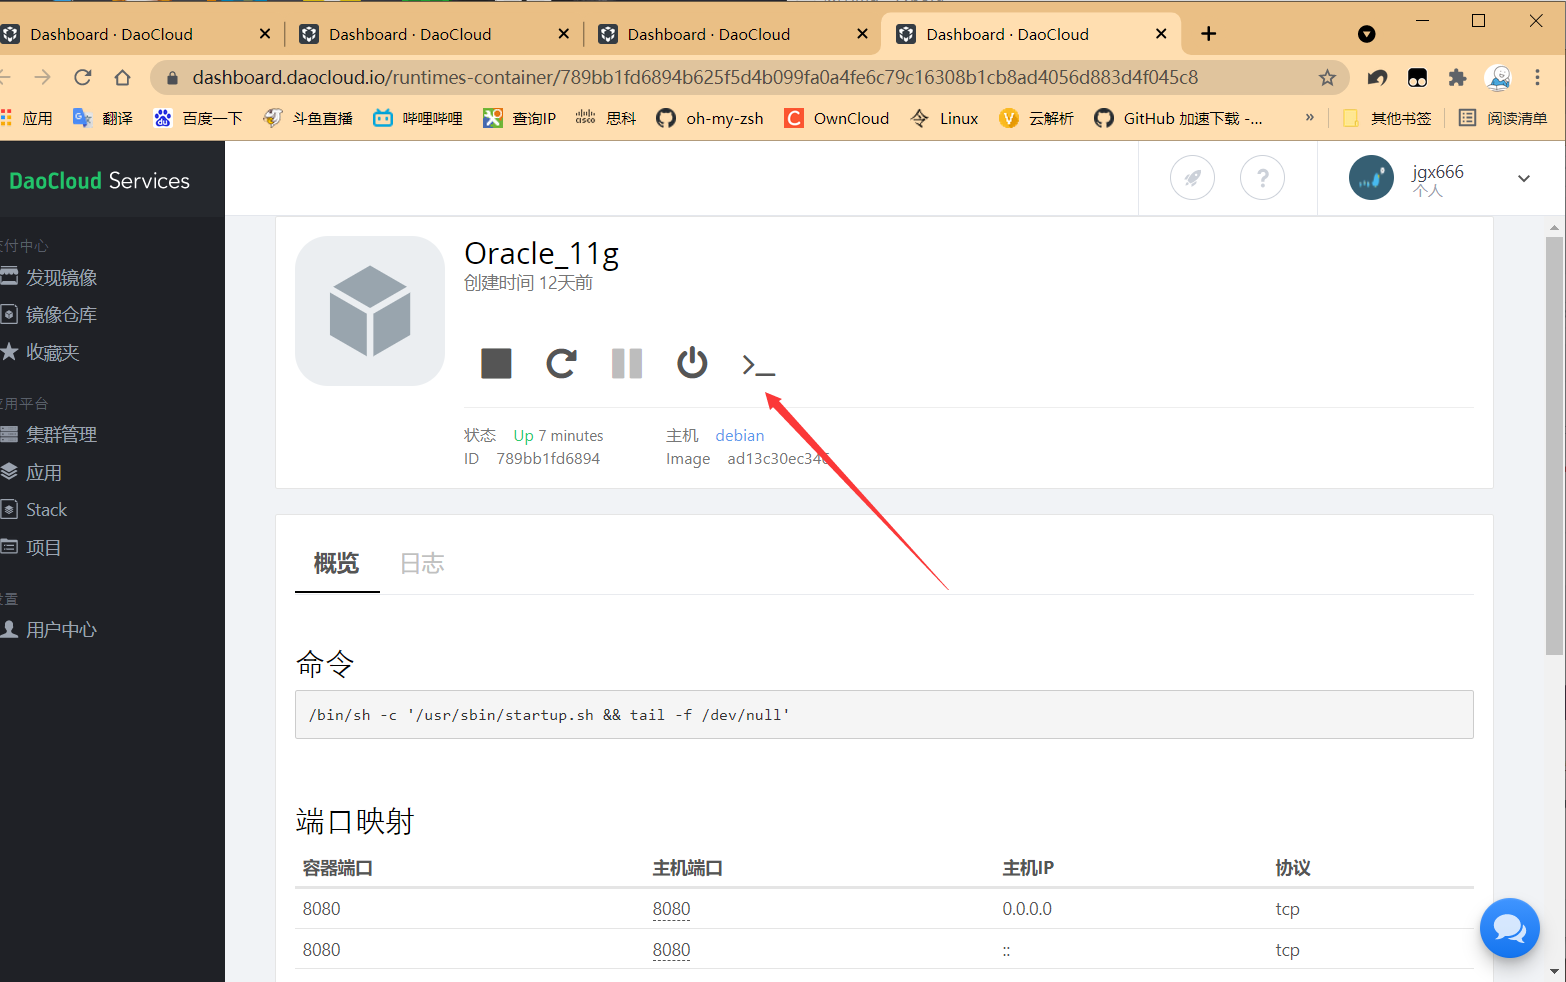 Dashboard · DaoCloud
Dashboard · DaoCloud
Dashboard · DaoCloud
Dashboard · DaoCloud
dashboard.daocloud.io/runtimes-container/789bb1fd6894b625f5d4b099fa0a4fe6c79c16308b1cb8ad4056d883d4f045c8
应用 翻译 百度一下 斗鱼直播 哔哩哔哩 查询IP 思科 oh-my-zsh OwnCloud Linux 云解析 GitHub 加速下载 -... » 其他书签 阅读清单
DaoCloud Services
jgx666
个人
付中心
发现镜像
镜像仓库
收藏夹
用平台
集群管理
应用
Stack
项目
置
用户中心
Oracle_11g
创建时间 12天前
状态 Up 7 minutes 主机 debian
ID 789bb1fd6894 Image ad13c30ec346
概览 日志
命令
/bin/sh -c '/usr/sbin/startup.sh && tail -f /dev/null'
端口映射
容器端口 主机端口 主机IP 协议
8080 8080 0.0.0.0 tcp
8080 8080 :: tcp